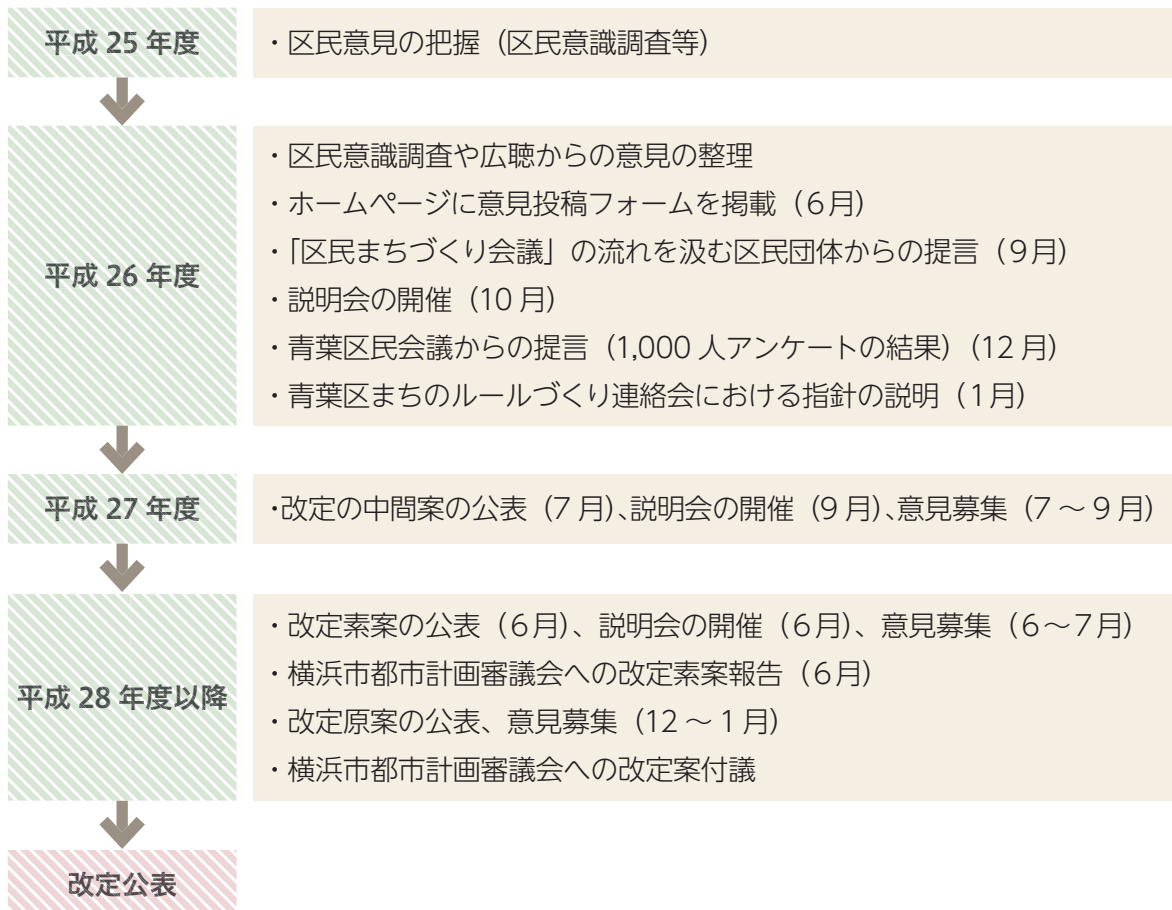 平成 25 年度
・区民意見の把握（区民意識調査等）
平成 26 年度
・区民意識調査や広聴からの意見の整理
・ホームページに意見投稿フォームを掲載（６月）
・「区民まちづくり会議」の流れを汲む区民団体からの提言（９月）
・説明会の開催（10 月）
・青葉区民会議からの提言（1,000 人アンケートの結果）（12 月）
・青葉区まちのルールづくり連絡会における指針の説明（１月）
平成 27 年度
・改定の中間案の公表（7 月）、説明会の開催（9 月）、意見募集（7 ～ 9 月）
平成 28 年度以降
・改定素案の公表（６月）、説明会の開催（６月）、意見募集（６～７月）
・横浜市都市計画審議会への改定素案報告（６月）
・改定原案の公表、意見募集（12 ～ 1 月）
・横浜市都市計画審議会への改定案付議
改定公表